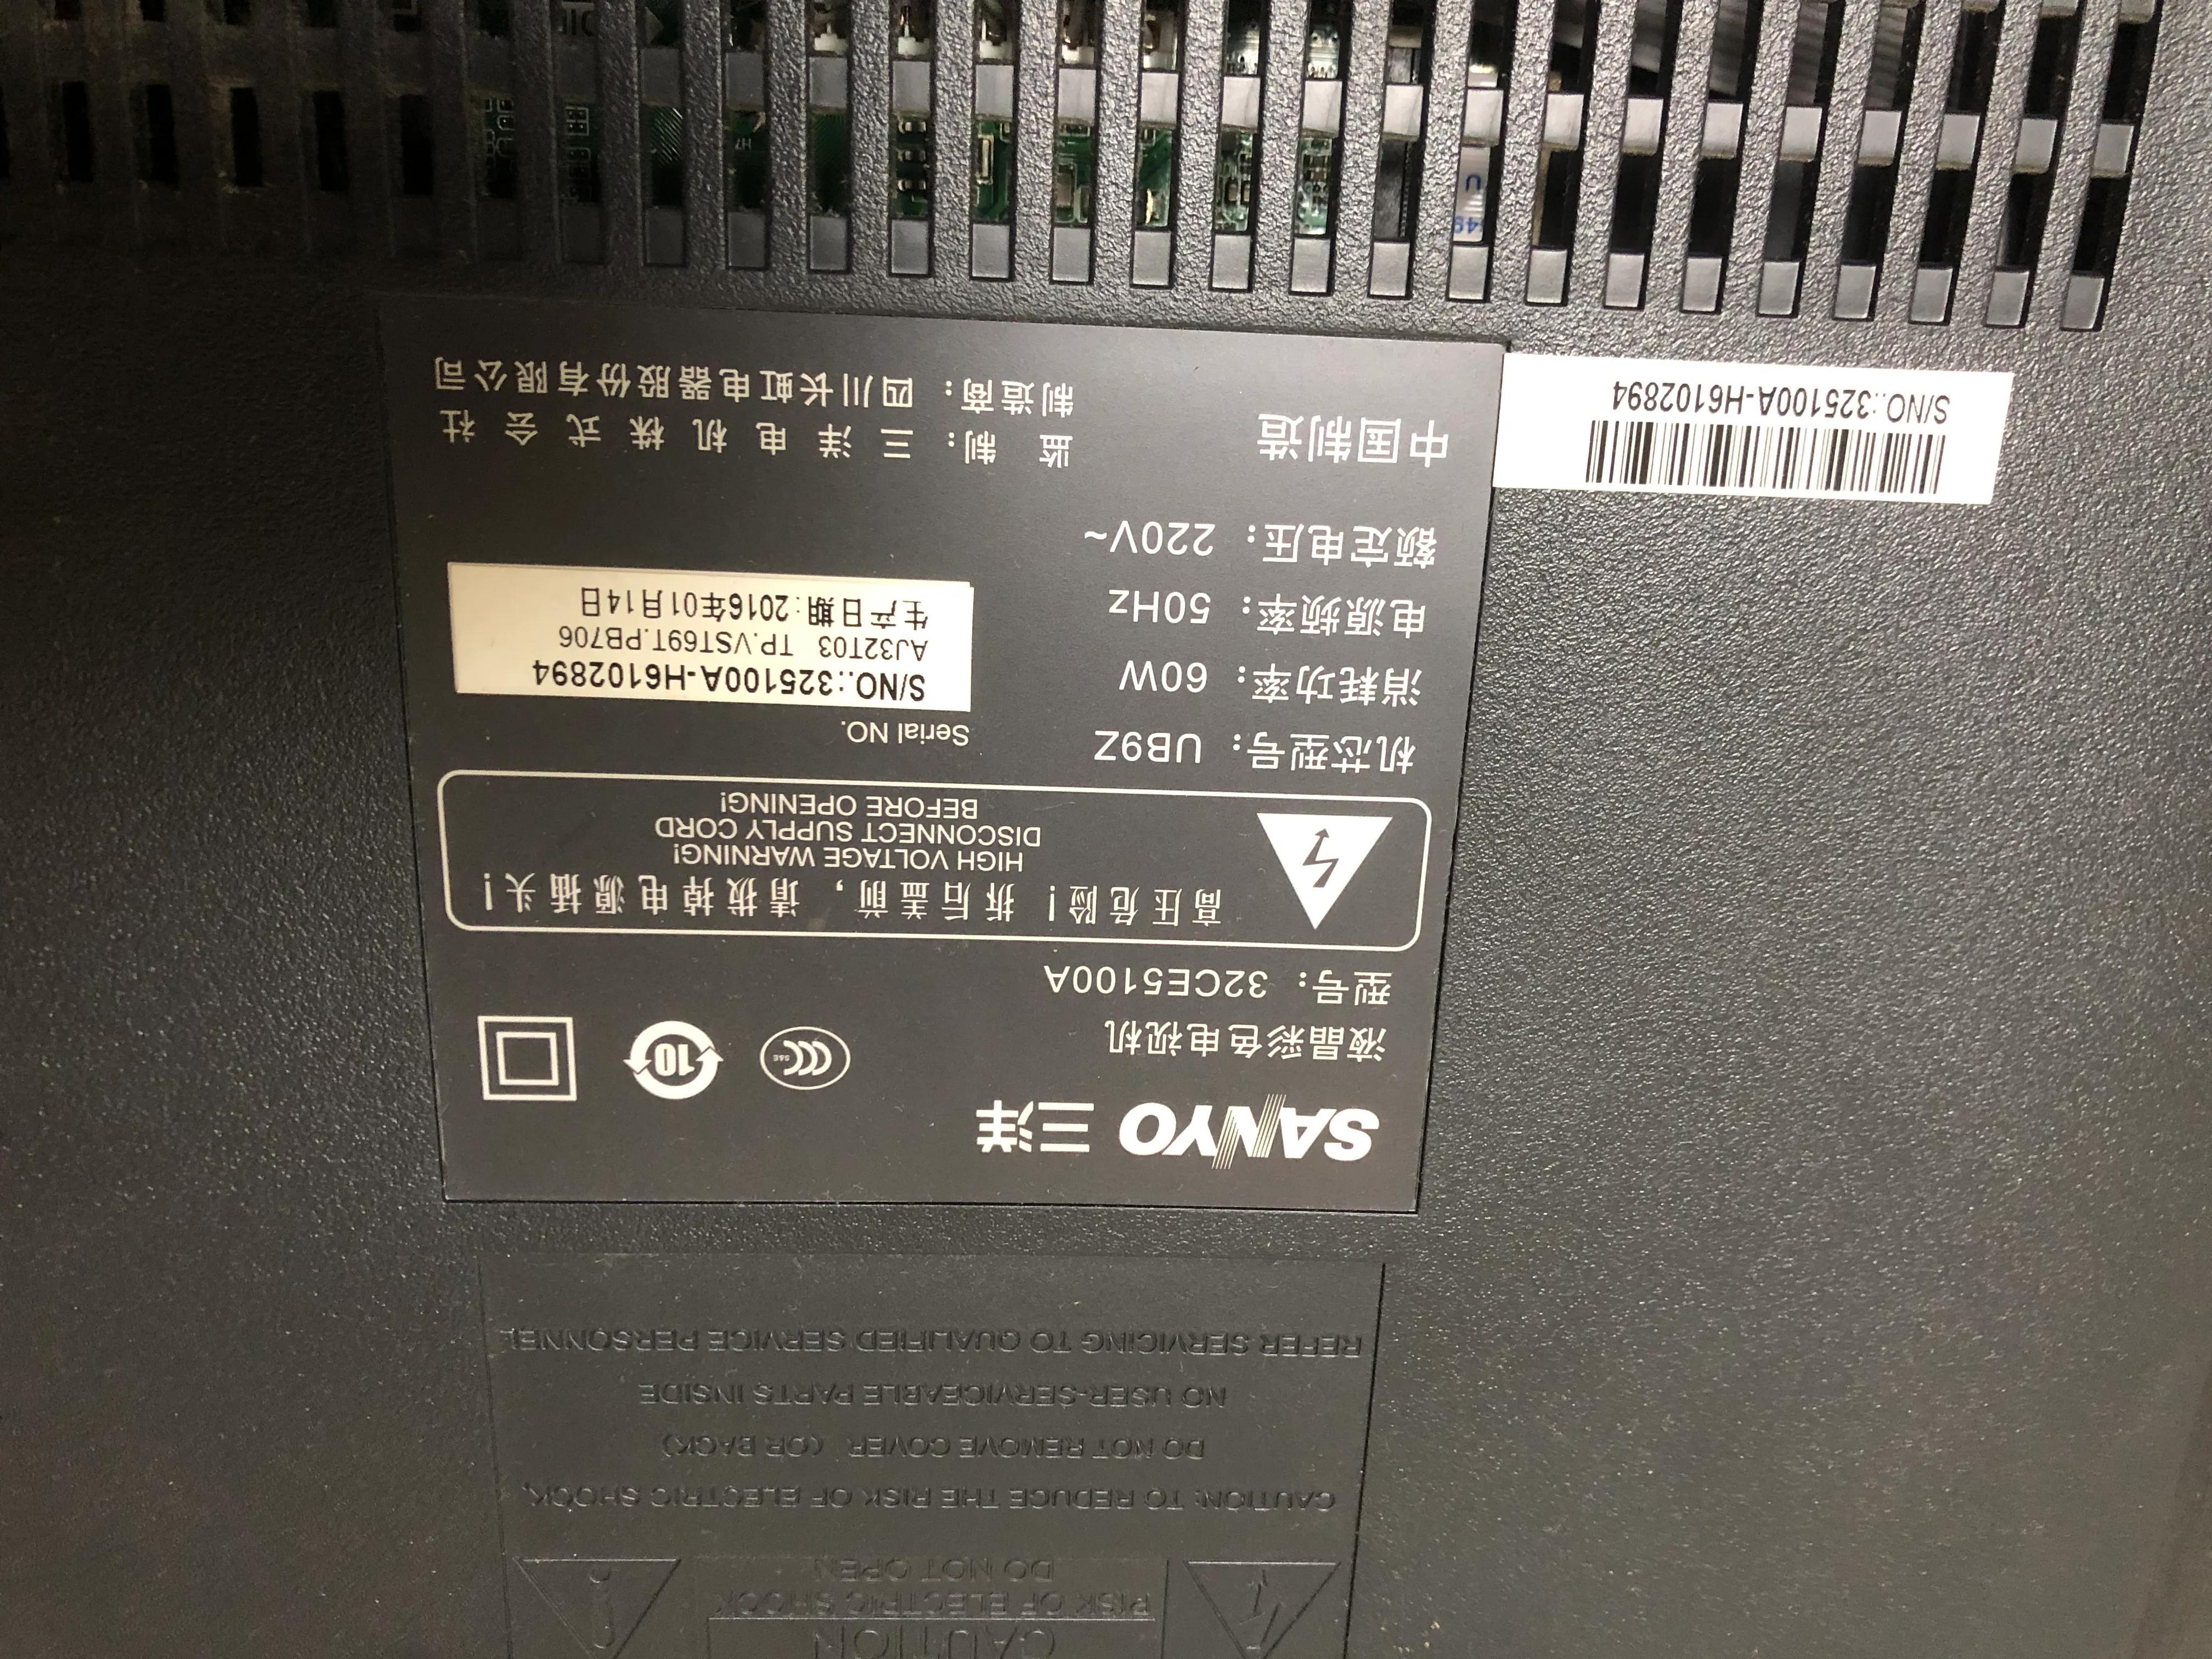 CAUTION
RISK OF ELECTRIC SHOCK
DO NOT OPEN
CAUTION: TO REDUCE THE RISK OF ELECTRIC SHOCK,
DO NOT REMOVE COVER (OR BACK)
NO USER-SERVICEABLE PARTS INSIDE
REFER SERVICING TO QUALIFIED SERVICE PERSONNEL
SANYO 三洋
液晶彩色电视机
型号: 32CE5100A
CCC S&E
10
高压危险! 拆后盖前, 请拔掉电源插头!
HIGH VOLTAGE WARNING!
DISCONNECT SUPPLY CORD
BEFORE OPENING!
机芯型号: UB9Z
消耗功率: 60W
电源频率: 50Hz
额定电压: 220V~
Serial NO.
S/NO.:325100A-H6102894
AJ32T03 TP.VST69T.PB706
生产日期:2016年01月14日
中国制造
监 制: 三洋电机株式会社
制造商: 四川长虹电器股份有限公司
S/NO.:325100A-H6102894